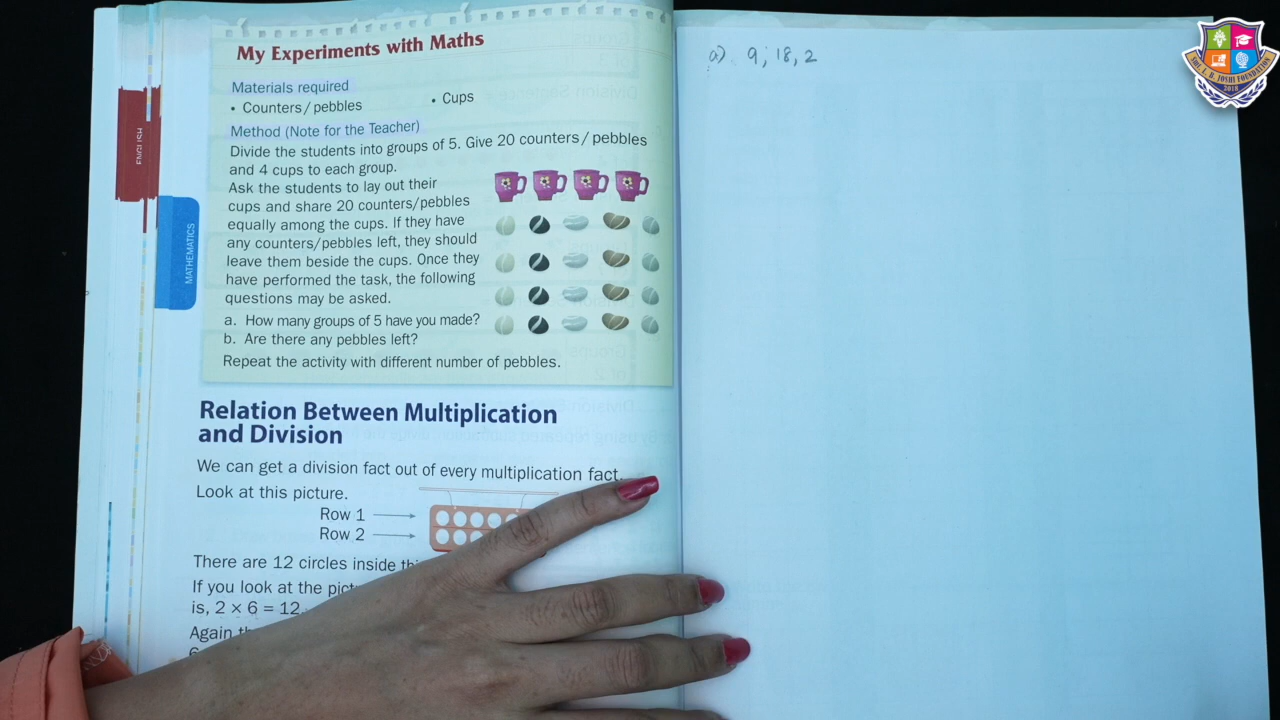 My Experiments with Maths
Materials required
• Counters / pebbles
• Cups
Method (Note for the Teacher)
Divide the students into groups of 5. Give 20 counters / pebbles
and 4 cups to each group.
Ask the students to lay out their
cups and share 20 counters/pebbles
equally among the cups. If they have
any counters/pebbles left, they should
leave them beside the cups. Once they
have performed the task, the following
questions may be asked.
a. How many groups of 5 have you made?
b. Are there any pebbles left?
Repeat the activity with different number of pebbles.
Relation Between Multiplication
and Division
We can get a division fact out of every multiplication fact.
Look at this picture.
Row 1
Row 2
There are 12 circles inside
If you look at the
is, 2 × 6 = 12.
Again
ENGLISH
MATHEMATICS
a) 9; 18, 2
SMT. L. D. JOSHI FOUNDATION
2018